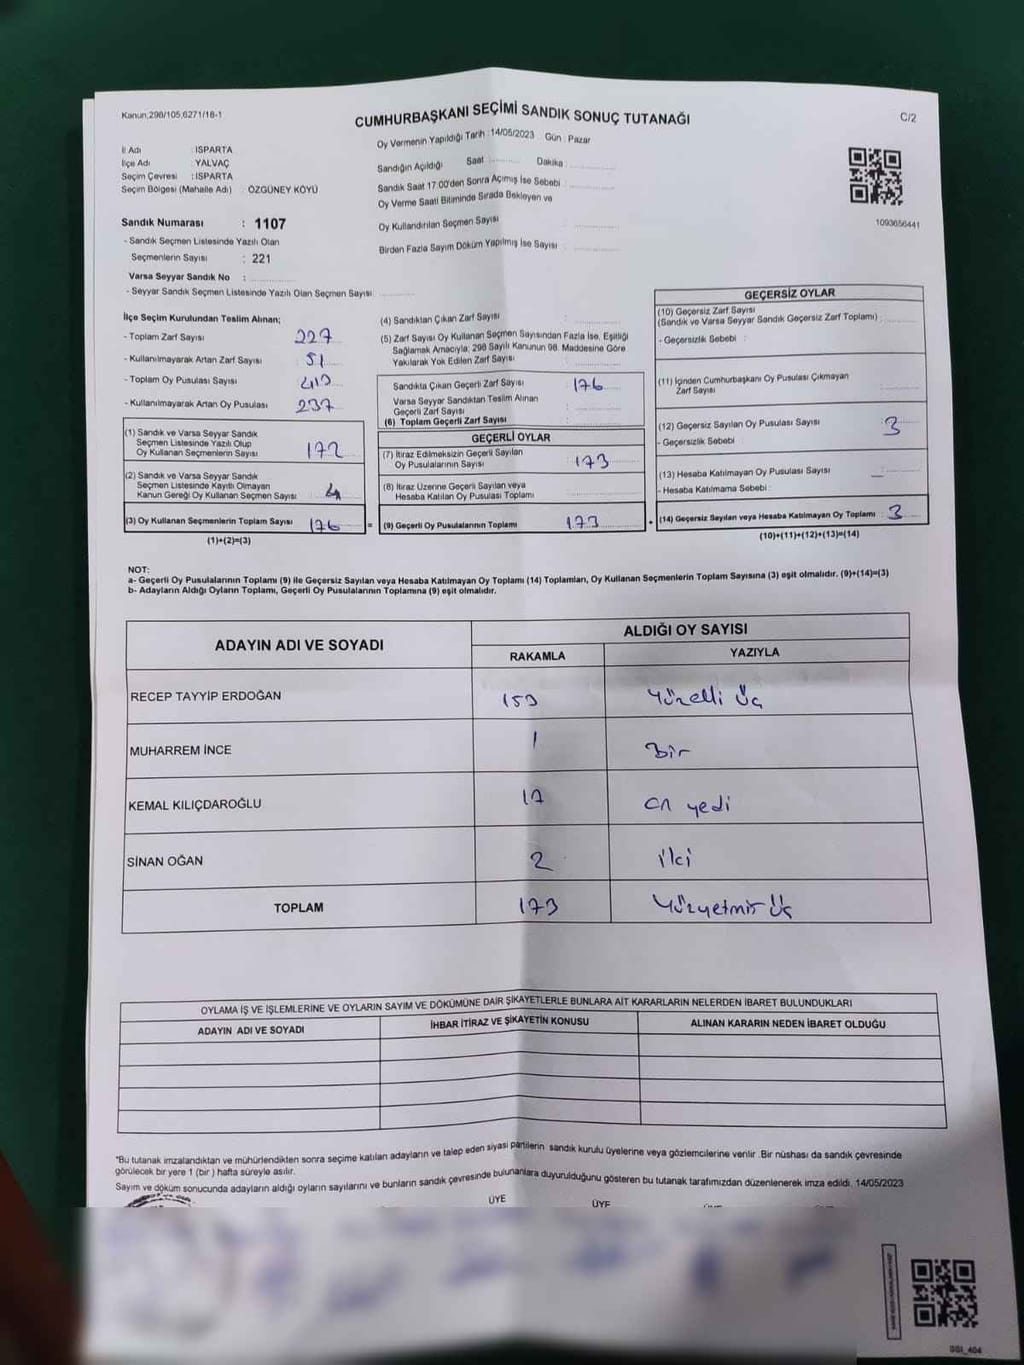 Kanun,298/105,6271/18-1
CUMHURBAŞKANI SEÇİMİ SANDIK SONUÇ TUTANAĞI
C/2
Oy Vermenin Yapıldığı Tarih :14/05/2023 Gün : Pazar
İl Adı : ISPARTA
İlçe Adı : YALVAÇ
Seçim Çevresi : ISPARTA
Seçim Bölgesi (Mahalle Adı) : ÖZGÜNEY KÖYÜ
Sandığın Açıldığı Saat Dakika
Sandık Saat 17.00'den Sonra Açımış İse Sebebi :
Oy Verme Saati Bitiminde Sırada Bekleyen ve
Oy Kullandırılan Seçmen Sayısı
Birden Fazla Sayım Döküm Yapılmış İse Sayısı :
1093656441
Sandık Numarası : 1107
- Sandık Seçmen Listesinde Yazılı Olan
Seçmenlerin Sayısı : 221
Varsa Seyyar Sandık No :
- Seyyar Sandık Seçmen Listesinde Yazılı Olan Seçmen Sayısı
İlçe Seçim Kurulundan Teslim Alınan;
- Toplam Zarf Sayısı 227
- Kullanılmayarak Artan Zarf Sayısı 51
- Toplam Oy Pusulası Sayısı
- Kullanılmayarak Artan Oy Pusulası 237
(1) Sandık ve Varsa Seyyar Sandık
Seçmen Listesinde Yazılı Olup
Oy Kullanan Seçmenlerin Sayısı 172
(2) Sandık ve Varsa Seyyar Sandık
Seçmen Listesinde Kayıtlı Olmayan
Kanun Gereği Oy Kullanan Seçmen Sayısı 4
(3) Oy Kullanan Seçmenlerin Toplam Sayısı 176 =
(1)+(2)=(3)
(4) Sandıktan Çıkan Zarf Sayısı :
(5) Zarf Sayısı Oy Kullanan Seçmen Sayısından Fazla İse, Eşitliği
Sağlamak Amacıyla; 298 Sayılı Kanunun 98. Maddesine Göre
Yakılarak Yok Edilen Zarf Sayısı :
Sandıkta Çıkan Geçerli Zarf Sayısı : 176
Varsa Seyyar Sandıktan Teslim Alınan
Geçerli Zarf Sayısı :
(6) Toplam Geçerli Zarf Sayısı :
GEÇERLİ OYLAR
(7) İtiraz Edilmeksizin Geçerli Sayılan
Oy Pusulalarının Sayısı : 173
(8) İtiraz Üzerine Geçerli Sayılan veya
Hesaba Katılan Oy Pusulası Toplamı
(9) Geçerli Oy Pusulalarının Toplamı 173 +
GEÇERSİZ OYLAR
(10) Geçersiz Zarf Sayısı
(Sandık ve Varsa Seyyar Sandık Geçersiz Zarf Toplamı) :
- Geçersizlik Sebebi :
(11) İçinden Cumhurbaşkanı Oy Pusulası Çıkmayan
Zarf Sayısı
(12) Geçersiz Sayılan Oy Pusulası Sayısı : 3
- Geçersizlik Sebebi :
(13) Hesaba Katılmayan Oy Pusulası Sayısı :
- Hesaba Katılmama Sebebi :
(14) Geçersiz Sayılan veya Hesaba Katılmayan Oy Toplamı : 3
(10)+(11)+(12)+(13)=(14)
NOT:
a- Geçerli Oy Pusulalarının Toplamı (9) ile Geçersiz Sayılan veya Hesaba Katılmayan Oy Toplamı (14) Toplamları, Oy Kullanan Seçmenlerin Toplam Sayısına (3) eşit olmalıdır. (9)+(14)=(3)
b- Adayların Aldığı Oyların Toplamı, Geçerli Oy Pusulalarının Toplamına (9) eşit olmalıdır.
ADAYIN ADI VE SOYADI
ALDIĞI OY SAYISI
RAKAMLA YAZIYLA
RECEP TAYYİP ERDOĞAN 153 Yüzelli Üç
MUHARREM İNCE 1 Bir
KEMAL KILIÇDAROĞLU 17 on yedi
SİNAN OĞAN 2 iki
TOPLAM 173 Yüzyetmiş Üç
OYLAMA İŞ VE İŞLEMLERİNE VE OYLARIN SAYIM VE DÖKÜMÜNE DAİR ŞİKAYETLERLE BUNLARA AİT KARARLARIN NELERDEN İBARET BULUNDUKLARI
ADAYIN ADI VE SOYADI İHBAR İTİRAZ VE ŞİKAYETİN KONUSU ALINAN KARARIN NEDEN İBARET OLDUĞU
*Bu tutanak imzalandıktan ve mühürlendikten sonra seçime katılan adayların ve talep eden siyasi partilerin sandık kurulu üyelerine veya gözlemcilerine verilir .Bir nüshası da sandık çevresinde
görülecek bir yere 1 (bir ) hafta süreyle asılır.
Sayım ve döküm sonucunda adayların aldığı oyların sayılarını ve bunların sandık çevresinde bulunanlara duyurulduğunu gösteren bu tutanak tarafımızdan düzenlenerek imza edildi. 14/05/2023
ÜYE
ÜYE
SSI_404